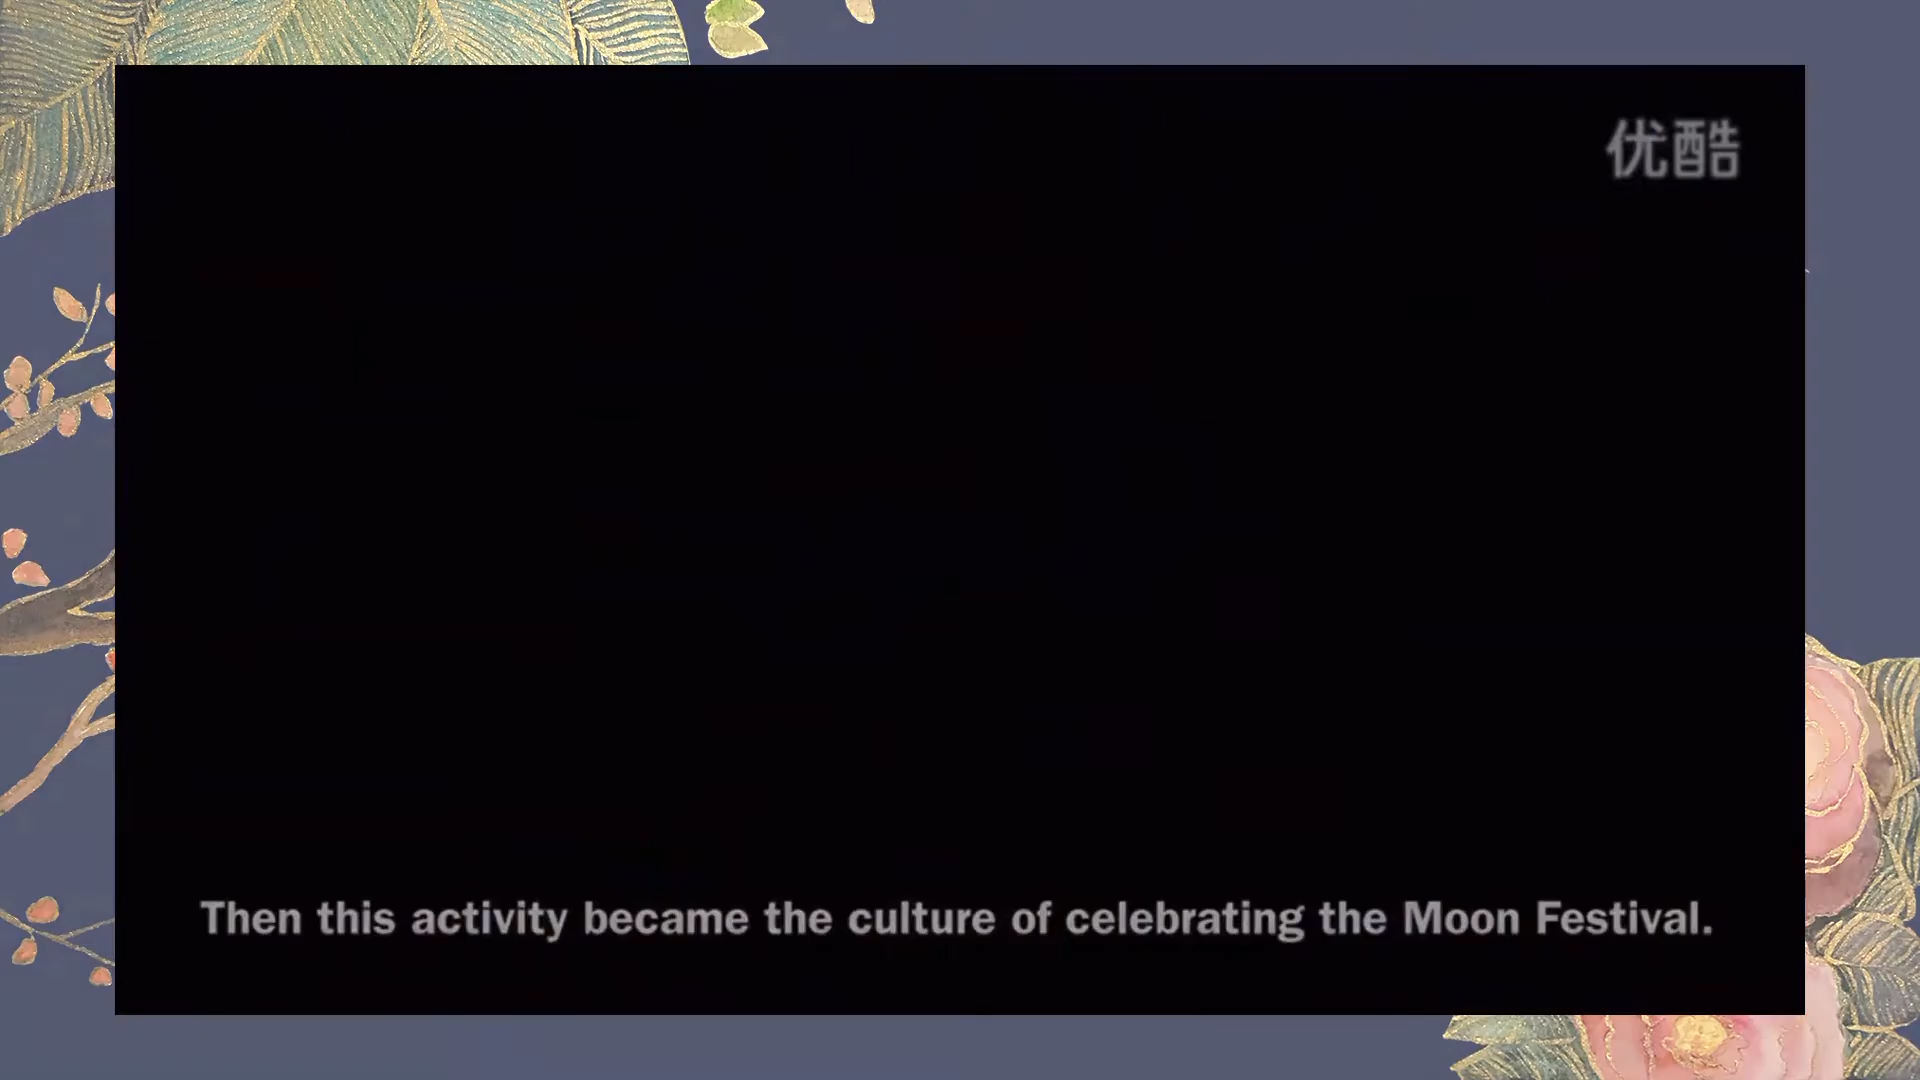 优酷
Then this activity became the culture of celebrating the Moon Festival.